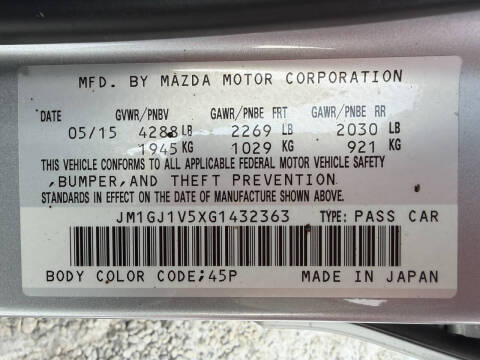 MFD. BY MAZDA MOTOR CORPORATION
DATE GVWR/PNBV GAWR/PNBE FRT GAWR/PNBE RR
05/15 4288 LB 2269 LB 2030 LB
1945 KG 1029 KG 921 KG
THIS VEHICLE CONFORMS TO ALL APPLICABLE FEDERAL MOTOR VEHICLE SAFETY
,BUMPER,AND THEFT PREVENTION
STANDARDS IN EFFECT ON THE DATE OF MANUFACTURE SHOWN ABOVE.
JM1GJ1V5XG1432363 TYPE: PASS CAR
BODY COLOR CODE;45P MADE IN JAPAN